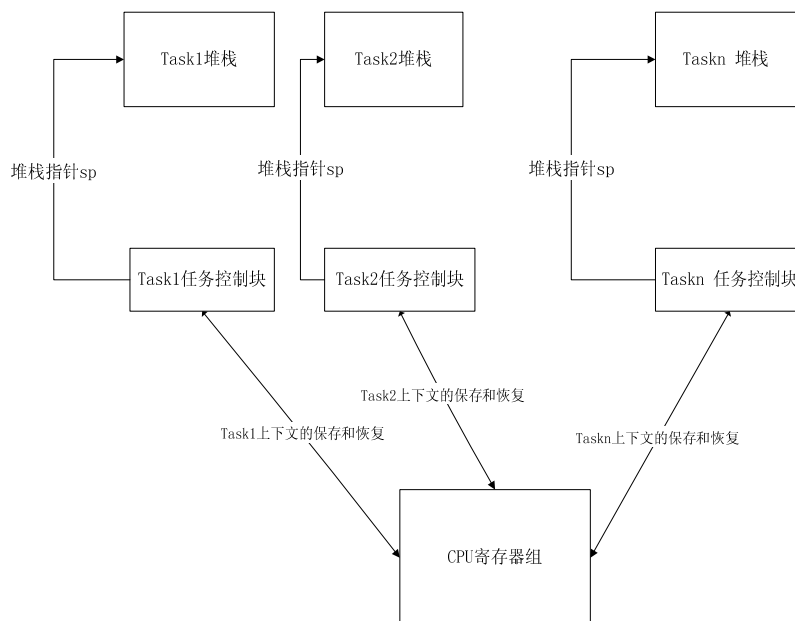 Task1堆栈
Task2堆栈
Taskn 堆栈
堆栈指针sp
堆栈指针sp
堆栈指针sp
Task1任务控制块
Task2任务控制块
Taskn 任务控制块
Task2上下文的保存和恢复
Task1上下文的保存和恢复
Taskn上下文的保存和恢复
CPU寄存器组